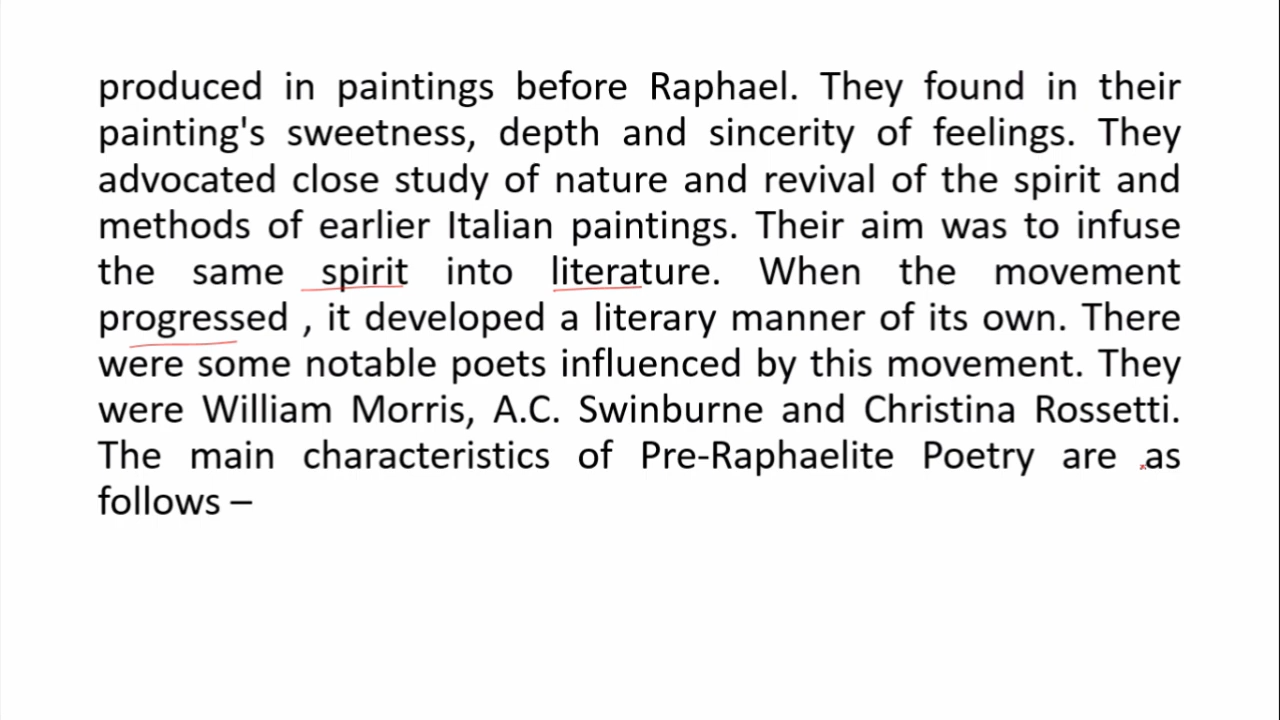 produced in paintings before Raphael. They found in their
painting's sweetness, depth and sincerity of feelings. They
advocated close study of nature and revival of the spirit and
methods of earlier Italian paintings. Their aim was to infuse
the same spirit into literature. When the movement
progressed , it developed a literary manner of its own. There
were some notable poets influenced by this movement. They
were William Morris, A.C. Swinburne and Christina Rossetti.
The main characteristics of Pre-Raphaelite Poetry are as
follows –